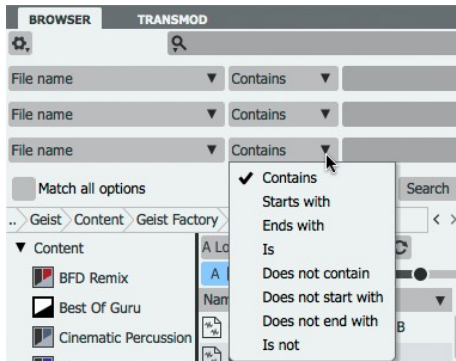 BROWSER TRANSMOD
File name Contains
File name Contains
File name Contains
Contains
Starts with
Ends with
Is
Does not contain
Does not start with
Does not end with
Is not
Match all options Search
.. Geist Content Geist Factory < >
Content
BFD Remix
Best Of Guru
Cinematic Percussion
A
B